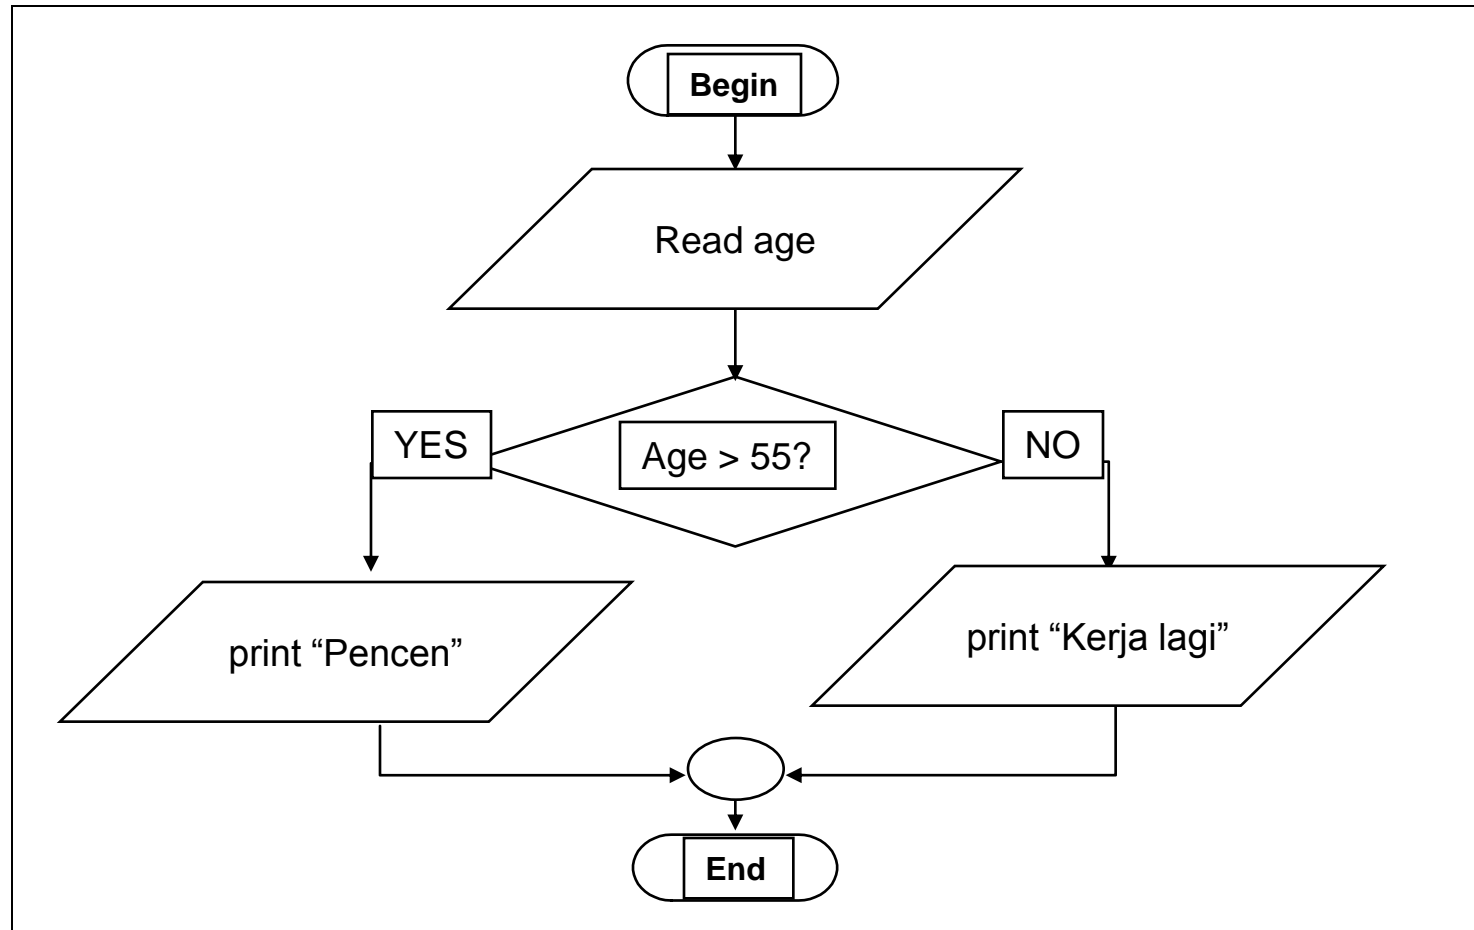 Begin
Read age
YES
Age > 55?
NO
print “Pencen”
print “Kerja lagi”
End